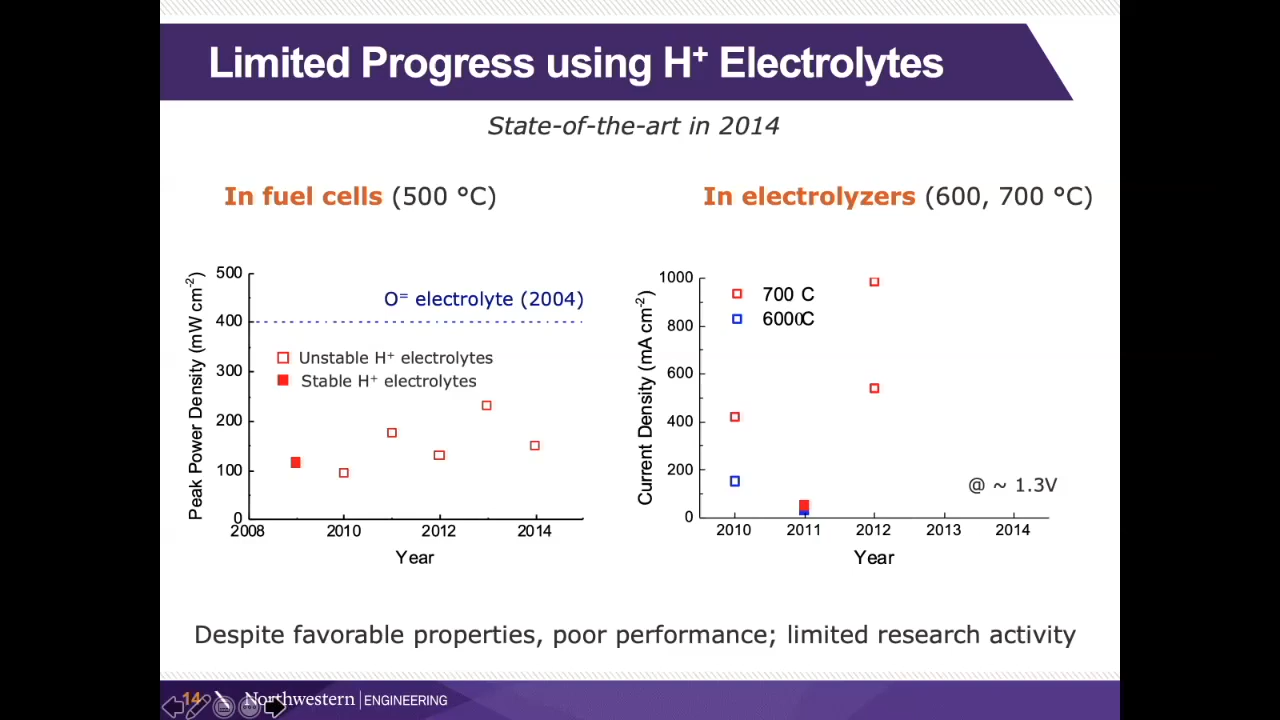 Limited Progress using H⁺ Electrolytes
State-of-the-art in 2014
In fuel cells (500 °C)
In electrolyzers (600, 700 °C)
500
400
300
200
100
0
Peak Power Density (mW cm⁻²)
O⁼ electrolyte (2004)
Unstable H⁺ electrolytes
Stable H⁺ electrolytes
2008
2010
2012
2014
Year
1000
800
600
400
200
0
Current Density (mA cm⁻²)
700 C
600 C
@ ~ 1.3V
2010
2011
2012
2013
2014
Year
Despite favorable properties, poor performance; limited research activity
14
Northwestern | ENGINEERING